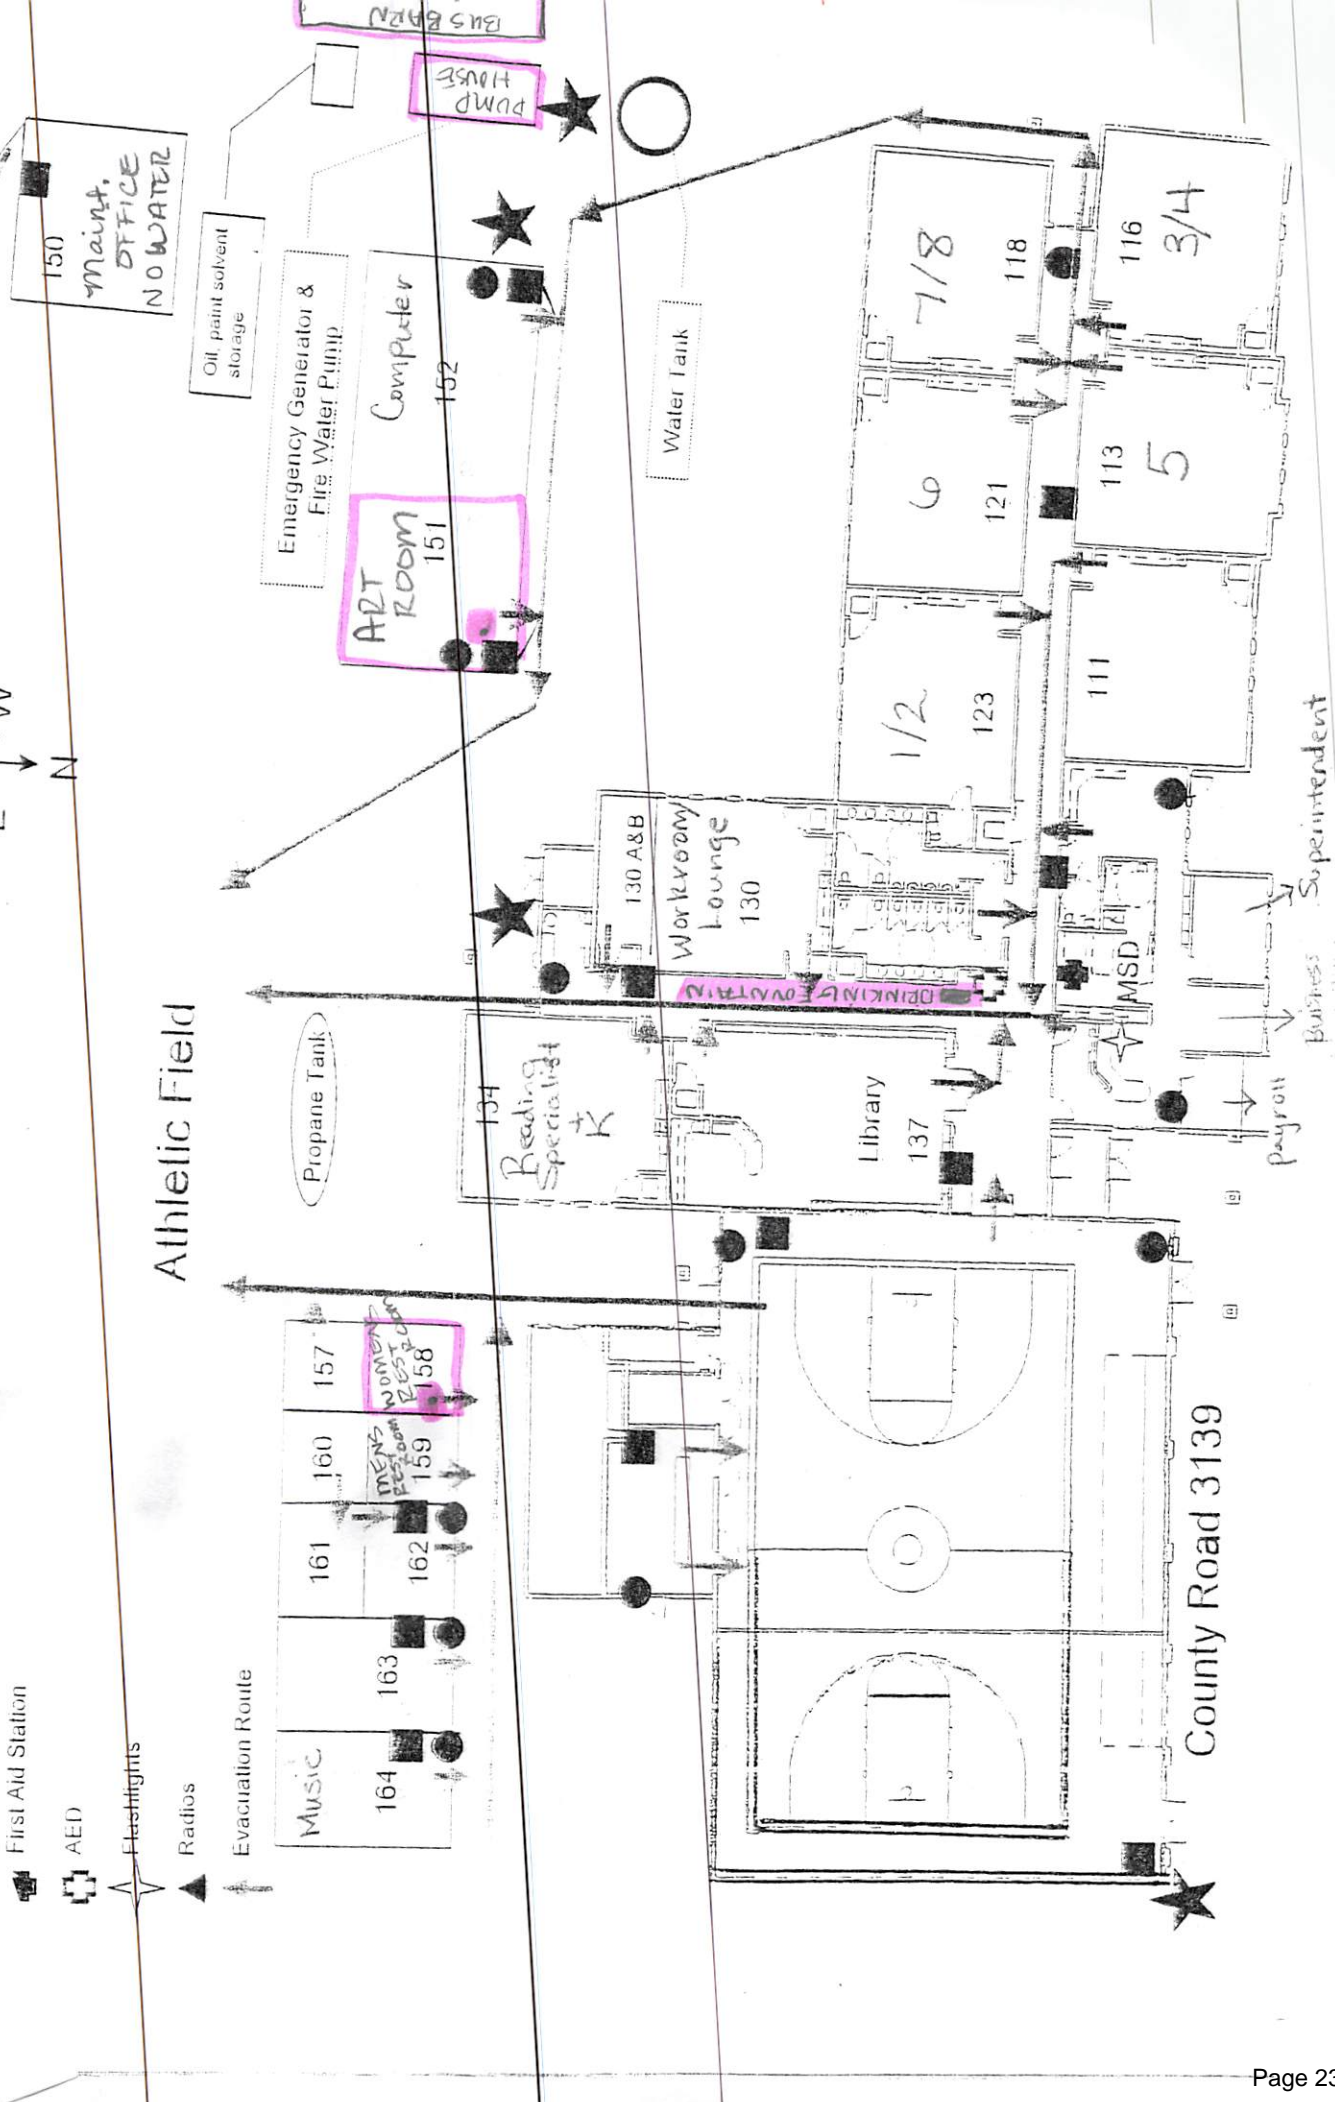 BUS BARN
PUMP
HOUSE
150
Maint.
OFFICE
NO WATER
Oil, paint solvent
storage
Emergency Generator &
Fire Water Pump
Computer
152
ART
ROOM
151
Water Tank
7/8
118
116
3/4
6
121
113
5
1/2
123
111
W
N
130 A&B
Workroom
Lounge
130
DRINKING FOUNTAIN
MSD
Superintendent
Business
Payroll
Athletic Field
Propane Tank
134
Reading
Specialist
+
K
Library
137
157
WOMENS
REST ROOM
158
160
MENS
REST ROOM
159
161
162
163
Music
164
County Road 3139
First Aid Station
AED
Flashlights
Radios
Evacuation Route
Page 23